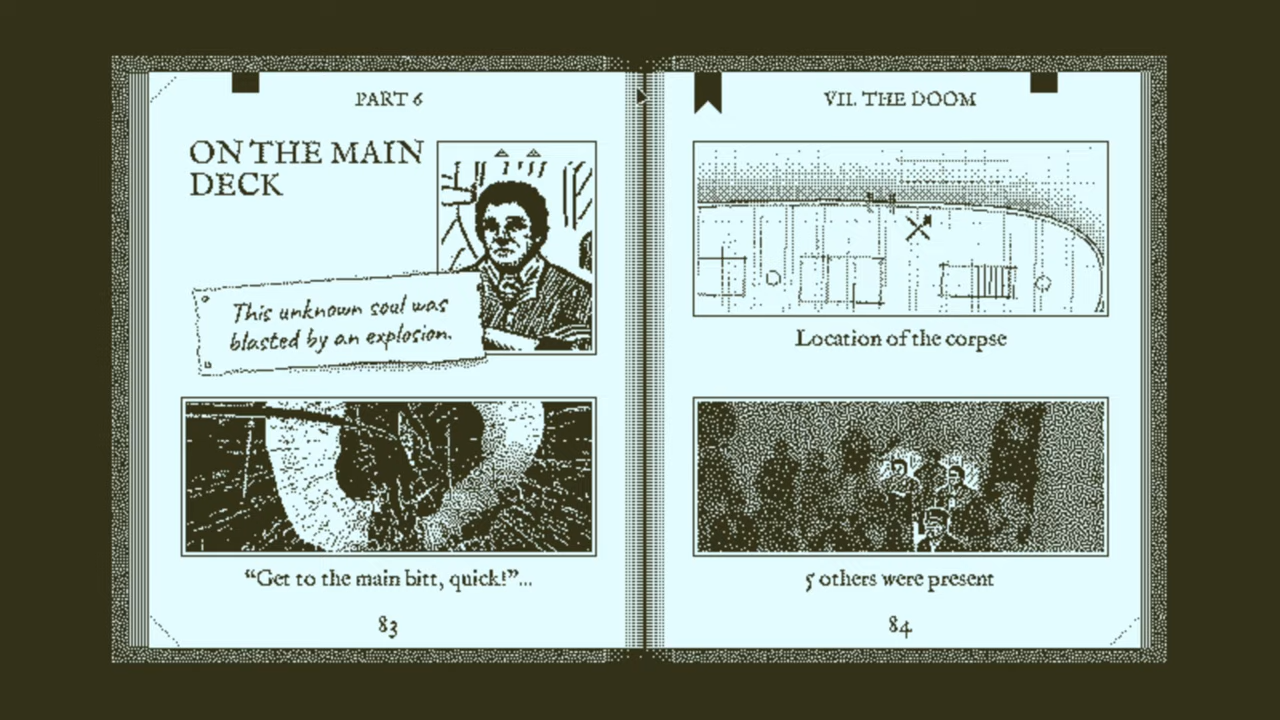 PART 6
ON THE MAIN
DECK
This unknown soul was
blasted by an explosion.
"Get to the main bitt, quick!"...
83
VII. THE DOOM
Location of the corpse
5 others were present
84